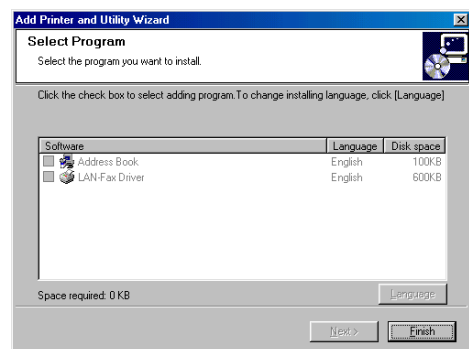 Add Printer and Utility Wizard
Select Program
Select the program you want to install.
Click the check box to select adding program.To change installing language, click [Language]
Software Language Disk space
Address Book English 100KB
LAN-Fax Driver English 600KB
Space required: 0 KB
Language
Next > Finish